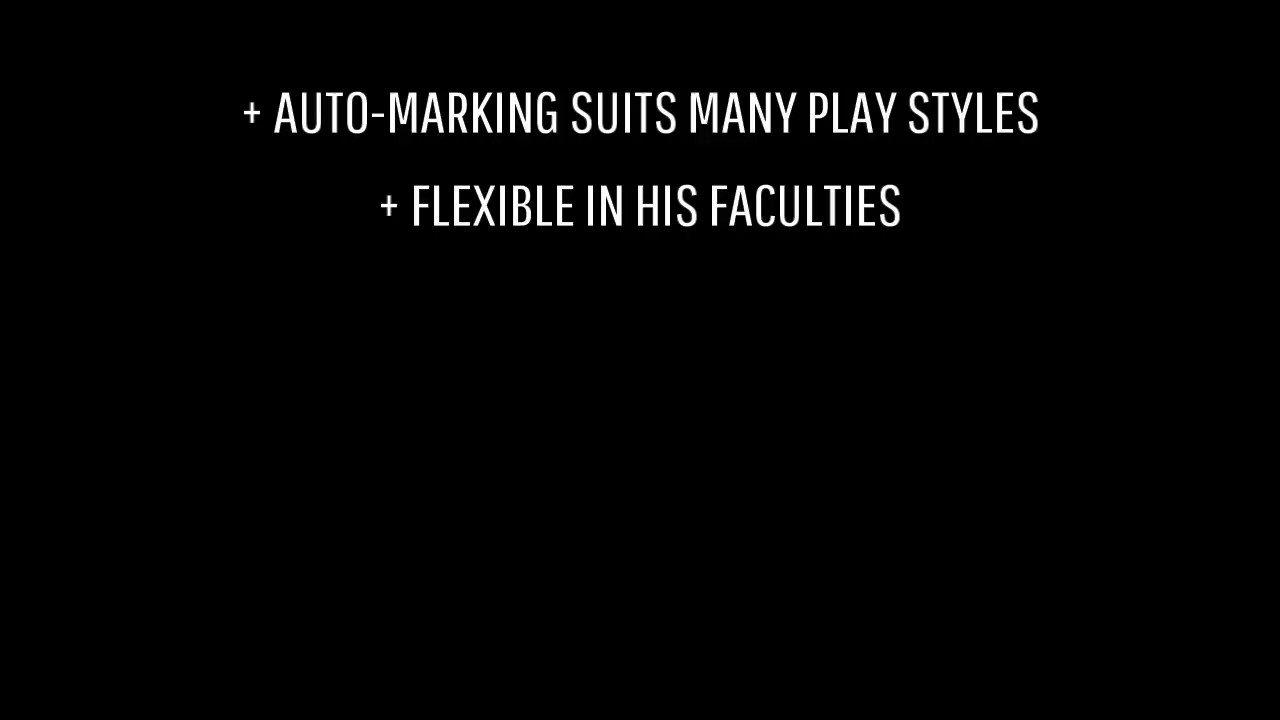 + AUTO-MARKING SUITS MANY PLAY STYLES
+ FLEXIBLE IN HIS FACULTIES